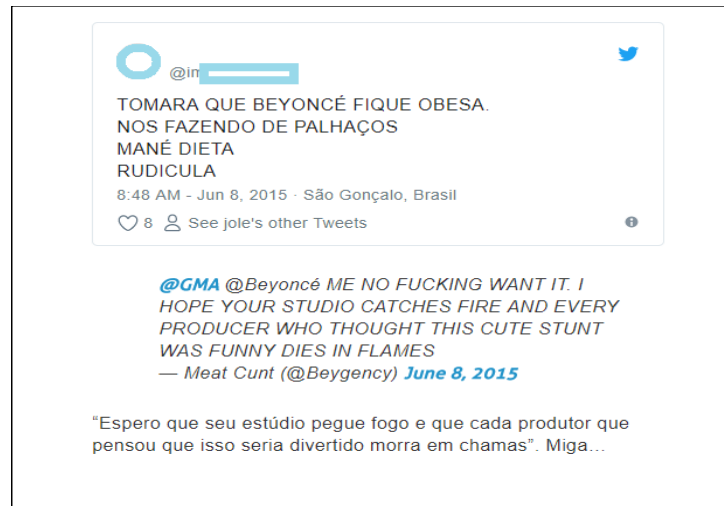 @in
TOMARA QUE BEYONCÉ FIQUE OBESA.
NOS FAZENDO DE PALHAÇOS
MANÉ DIETA
RUDICULA
8:48 AM - Jun 8, 2015 · São Gonçalo, Brasil
8 See jole's other Tweets
@GMA @Beyoncé ME NO FUCKING WANT IT. I
HOPE YOUR STUDIO CATCHES FIRE AND EVERY
PRODUCER WHO THOUGHT THIS CUTE STUNT
WAS FUNNY DIES IN FLAMES
— Meat Cunt (@Beygency) June 8, 2015
“Espero que seu estúdio pegue fogo e que cada produtor que
pensou que isso seria divertido morra em chamas”. Miga...